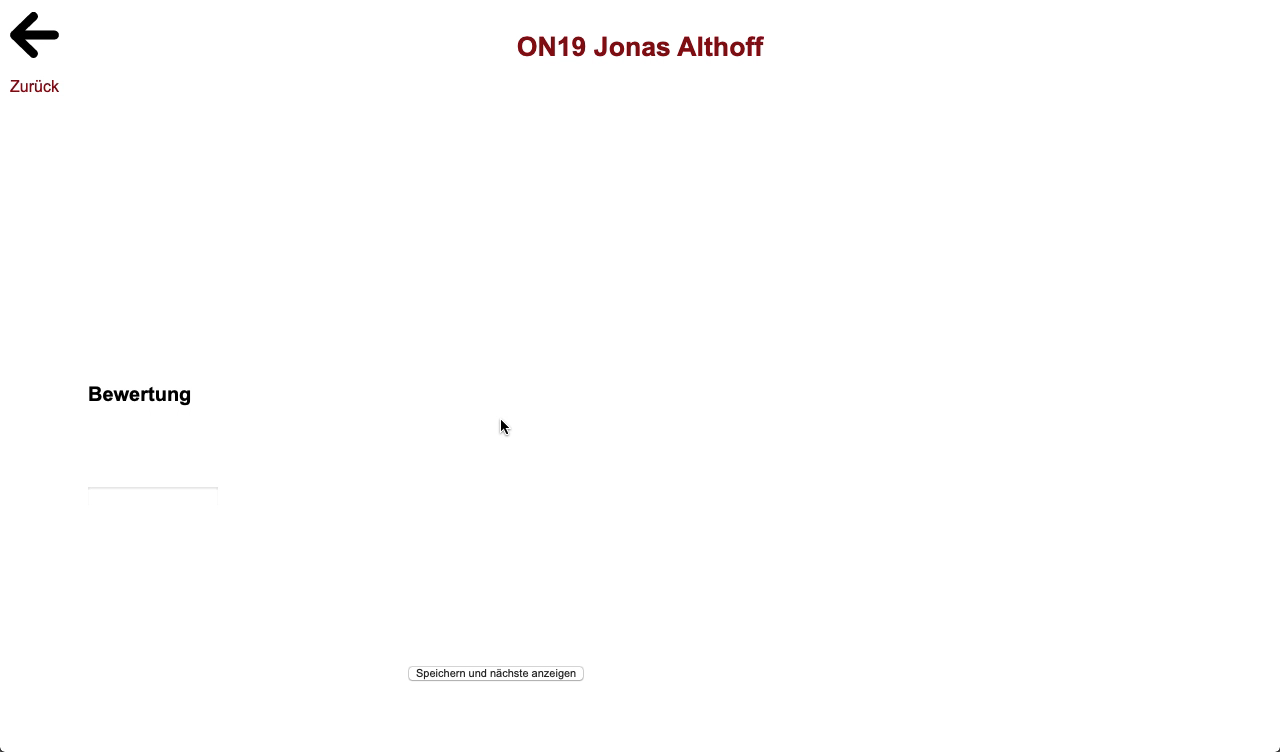 ON19 Jonas Althoff
Zurück
Bewertung
Speichern und nächste anzeigen